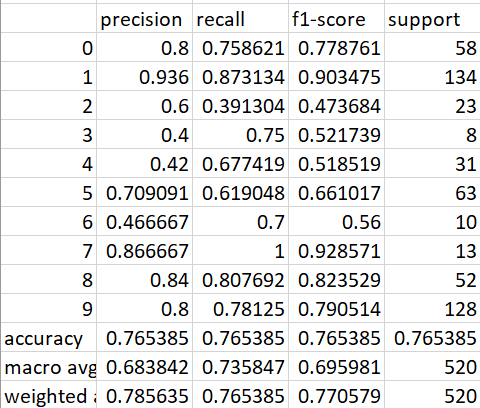 precision recall f1-score support
0 0.8 0.758621 0.778761 58
1 0.936 0.873134 0.903475 134
2 0.6 0.391304 0.473684 23
3 0.4 0.75 0.521739 8
4 0.42 0.677419 0.518519 31
5 0.709091 0.619048 0.661017 63
6 0.466667 0.7 0.56 10
7 0.866667 1 0.928571 13
8 0.84 0.807692 0.823529 52
9 0.8 0.78125 0.790514 128
accuracy 0.765385 0.765385 0.765385 0.765385
macro avg 0.683842 0.735847 0.695981 520
weighted 0.785635 0.765385 0.770579 520